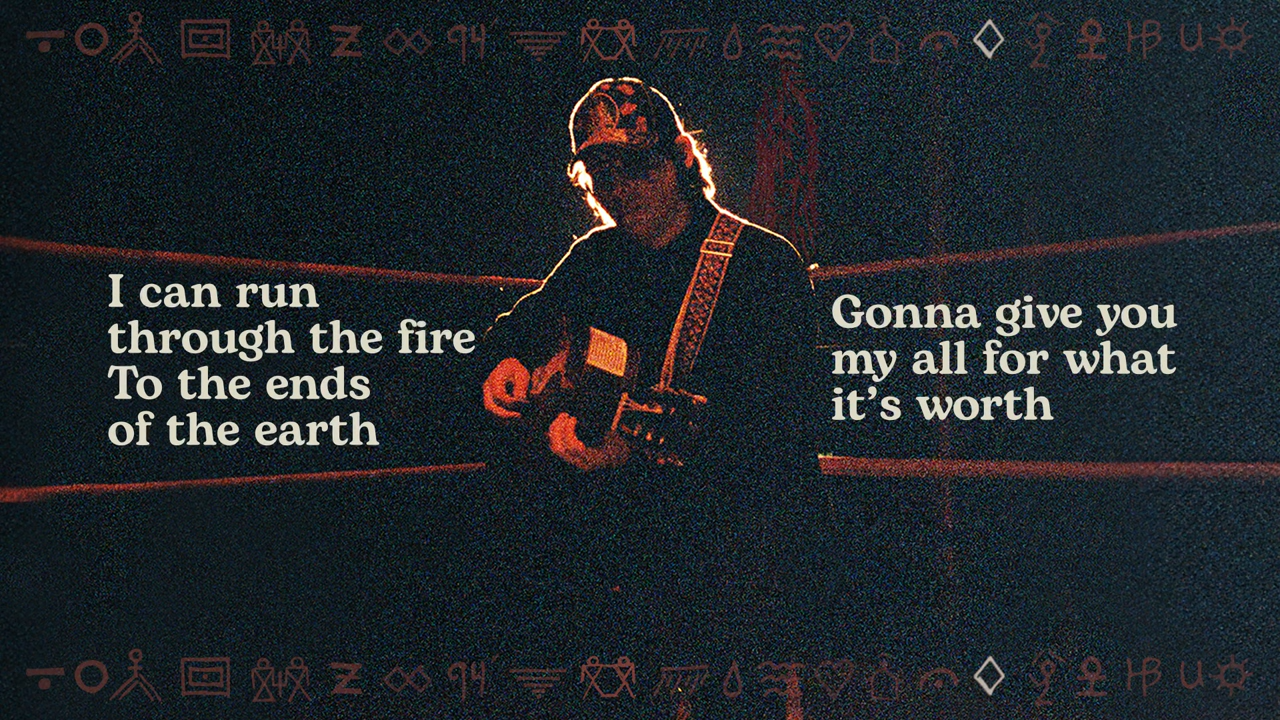 I can run
through the fire
To the ends
of the earth
Gonna give you
my all for what
it's worth